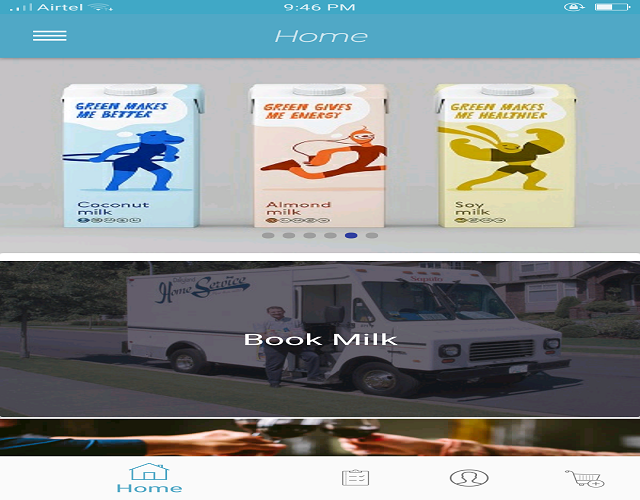 Airtel
9:46 PM
Home
GREEN MAKES
ME BETTER
Coconut
milk
GREEN GIVES
ME ENERGY
Almond
milk
GREEN MAKES
ME HEALTHIER
Soy
milk
Home Service
Book Milk
Home